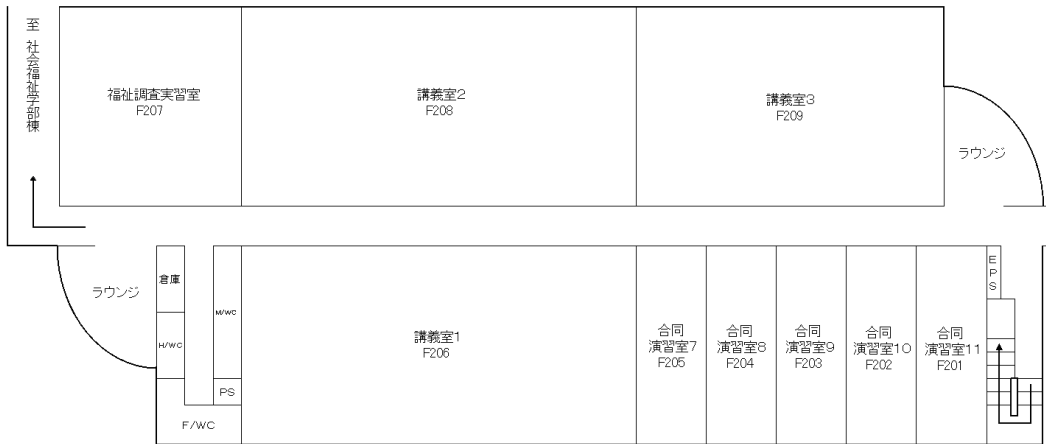 至 社会福祉学部棟
福祉調査実習室
F207
講義室2
F208
講義室3
F209
ラウンジ
ラウンジ
倉庫
H/WC
M/WC
PS
F/WC
講義室1
F206
合同
演習室7
F205
合同
演習室8
F204
合同
演習室9
F203
合同
演習室10
F202
合同
演習室11
F201
EPS